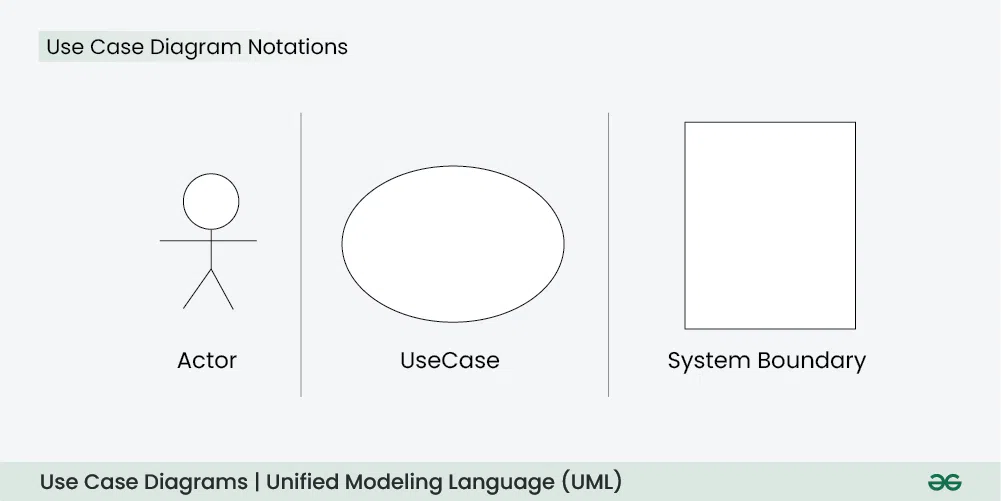 Use Case Diagram Notations
Actor
UseCase
System Boundary
Use Case Diagrams | Unified Modeling Language (UML)